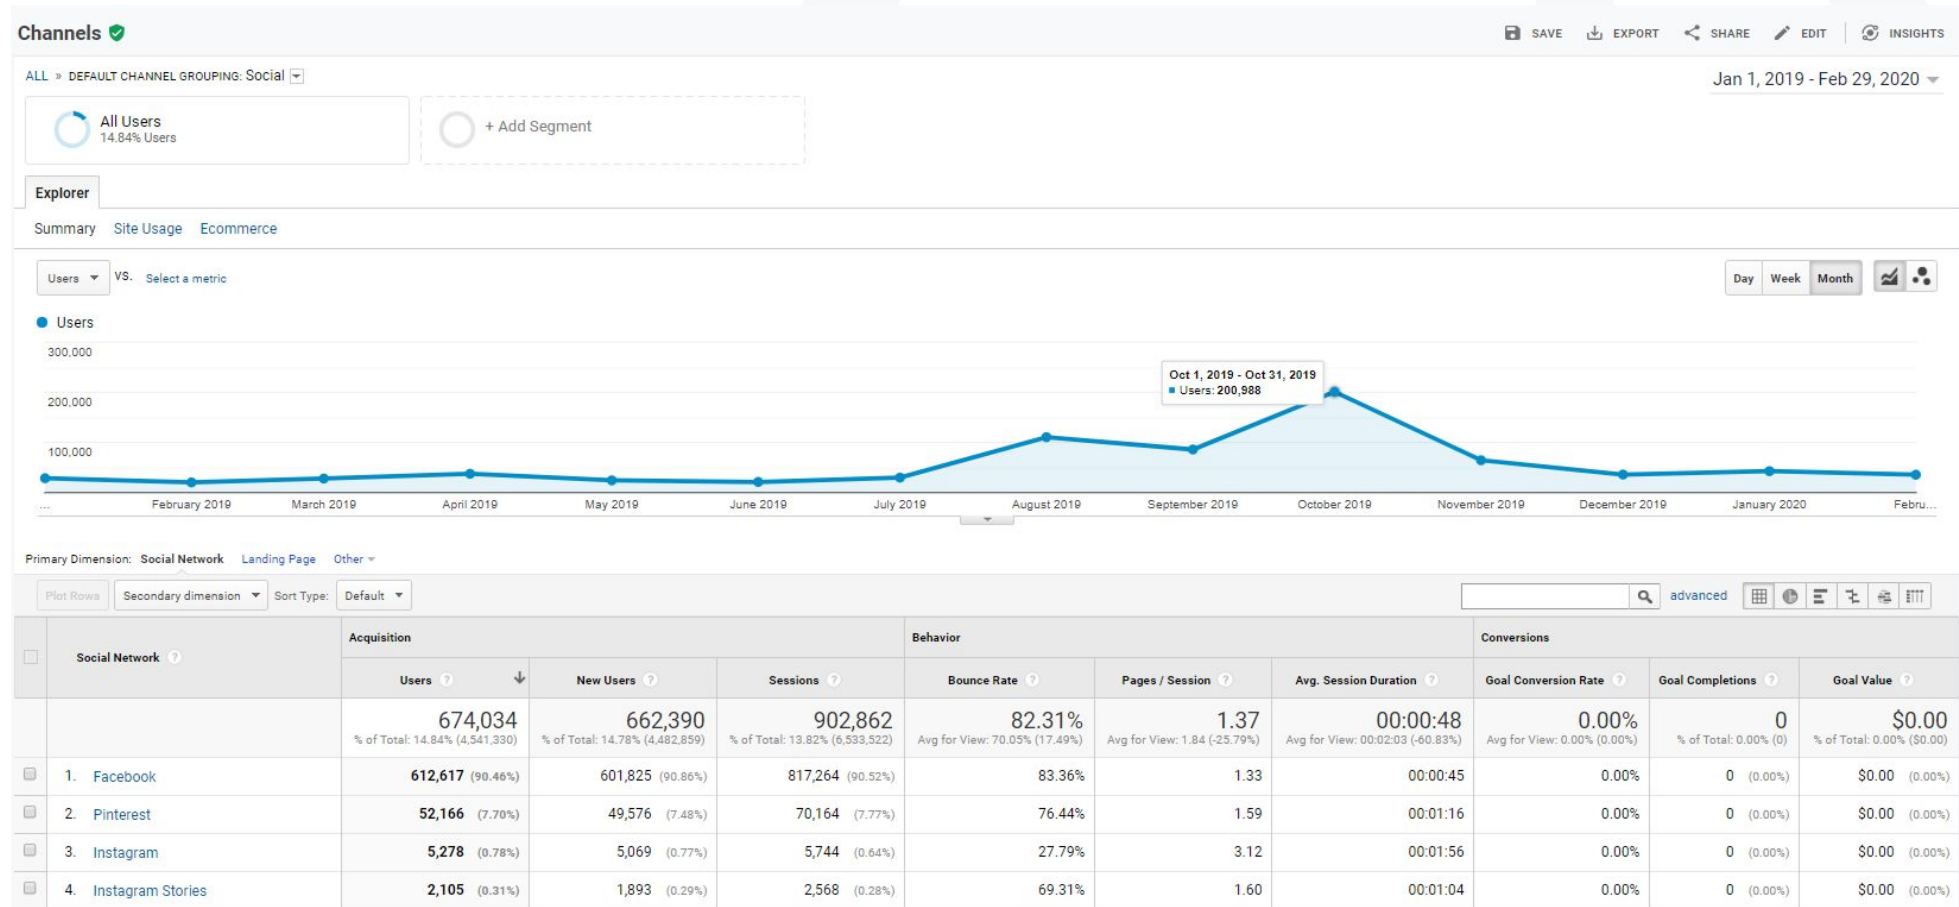 Channels
SAVE EXPORT SHARE EDIT INSIGHTS
ALL » DEFAULT CHANNEL GROUPING: Social
Jan 1, 2019 - Feb 29, 2020
All Users
14.84% Users
+ Add Segment
Explorer
Summary Site Usage Ecommerce
Users VS. Select a metric
Day Week Month
Users
300,000
200,000
100,000
Oct 1, 2019 - Oct 31, 2019
Users: 200,988
... February 2019 March 2019 April 2019 May 2019 June 2019 July 2019 August 2019 September 2019 October 2019 November 2019 December 2019 January 2020 Febru...
Primary Dimension: Social Network Landing Page Other
Plot Rows Secondary dimension Sort Type: Default advanced
Social Network ? Acquisition Behavior Conversions
Users ? New Users ? Sessions ? Bounce Rate ? Pages / Session ? Avg. Session Duration ? Goal Conversion Rate ? Goal Completions ? Goal Value ?
674,034 662,390 902,862 82.31% 1.37 00:00:48 0.00% 0 $0.00
% of Total: 14.84% (4,541,330) % of Total: 14.78% (4,482,859) % of Total: 13.82% (6,533,522) Avg for View: 70.05% (17.49%) Avg for View: 1.84 (-25.79%) Avg for View: 00:02:03 (-60.83%) Avg for View: 0.00% (0.00%) % of Total: 0.00% (0) % of Total: 0.00% ($0.00)
1. Facebook 612,617 (90.46%) 601,825 (90.86%) 817,264 (90.52%) 83.36% 1.33 00:00:45 0.00% 0 (0.00%) $0.00 (0.00%)
2. Pinterest 52,166 (7.70%) 49,576 (7.48%) 70,164 (7.77%) 76.44% 1.59 00:01:16 0.00% 0 (0.00%) $0.00 (0.00%)
3. Instagram 5,278 (0.78%) 5,069 (0.77%) 5,744 (0.64%) 27.79% 3.12 00:01:56 0.00% 0 (0.00%) $0.00 (0.00%)
4. Instagram Stories 2,105 (0.31%) 1,893 (0.29%) 2,568 (0.28%) 69.31% 1.60 00:01:04 0.00% 0 (0.00%) $0.00 (0.00%)